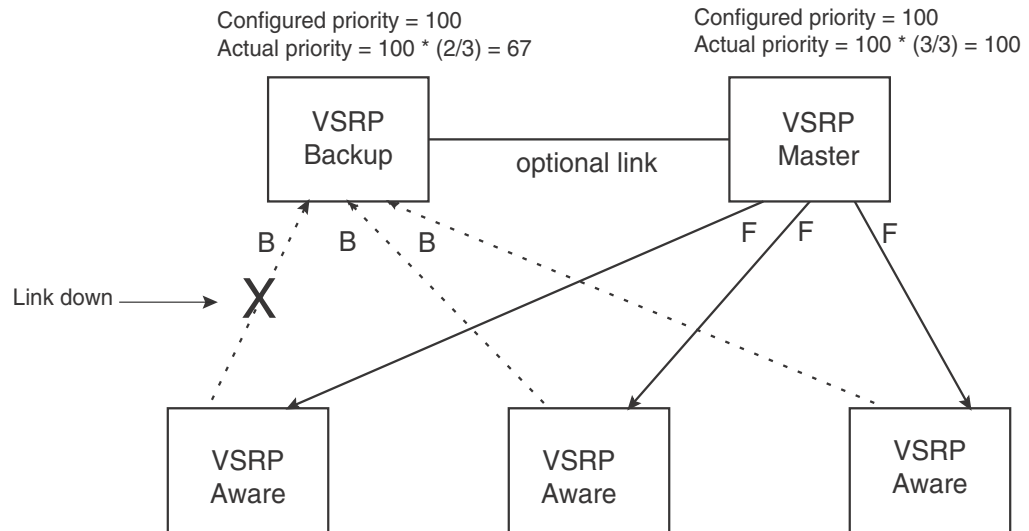 Configured priority = 100
Actual priority = 100 * (2/3) = 67
Configured priority = 100
Actual priority = 100 * (3/3) = 100
VSRP
Backup
optional link
VSRP
Master
B
B
B
F
F
F
Link down
X
VSRP
Aware
VSRP
Aware
VSRP
Aware